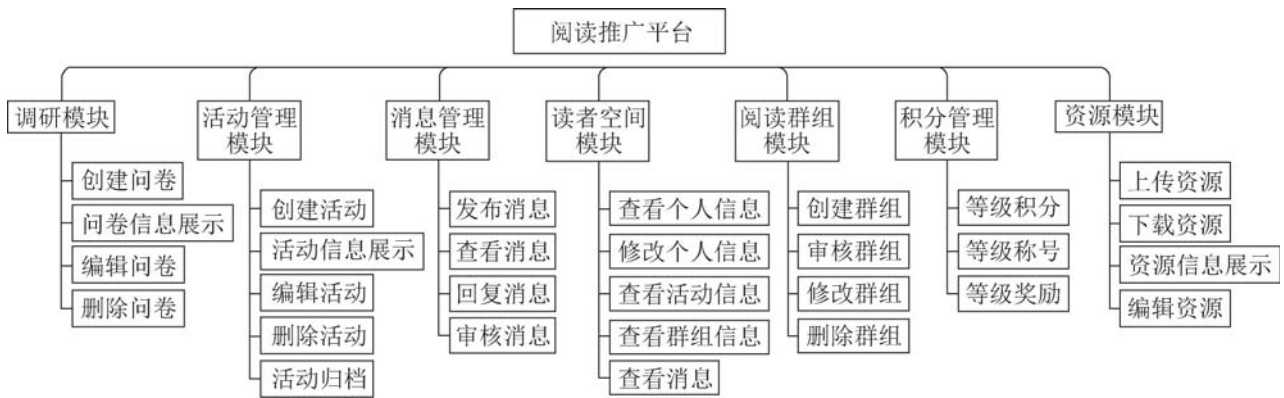 阅读推广平台
调研模块
创建问卷
问卷信息展示
编辑问卷
删除问卷
活动管理
模块
创建活动
活动信息展示
编辑活动
删除活动
活动归档
消息管理
模块
发布消息
查看消息
回复消息
审核消息
读者空间
模块
查看个人信息
修改个人信息
查看活动信息
查看群组信息
查看消息
阅读群组
模块
创建群组
审核群组
修改群组
删除群组
积分管理
模块
等级积分
等级称号
等级奖励
资源模块
上传资源
下载资源
资源信息展示
编辑资源